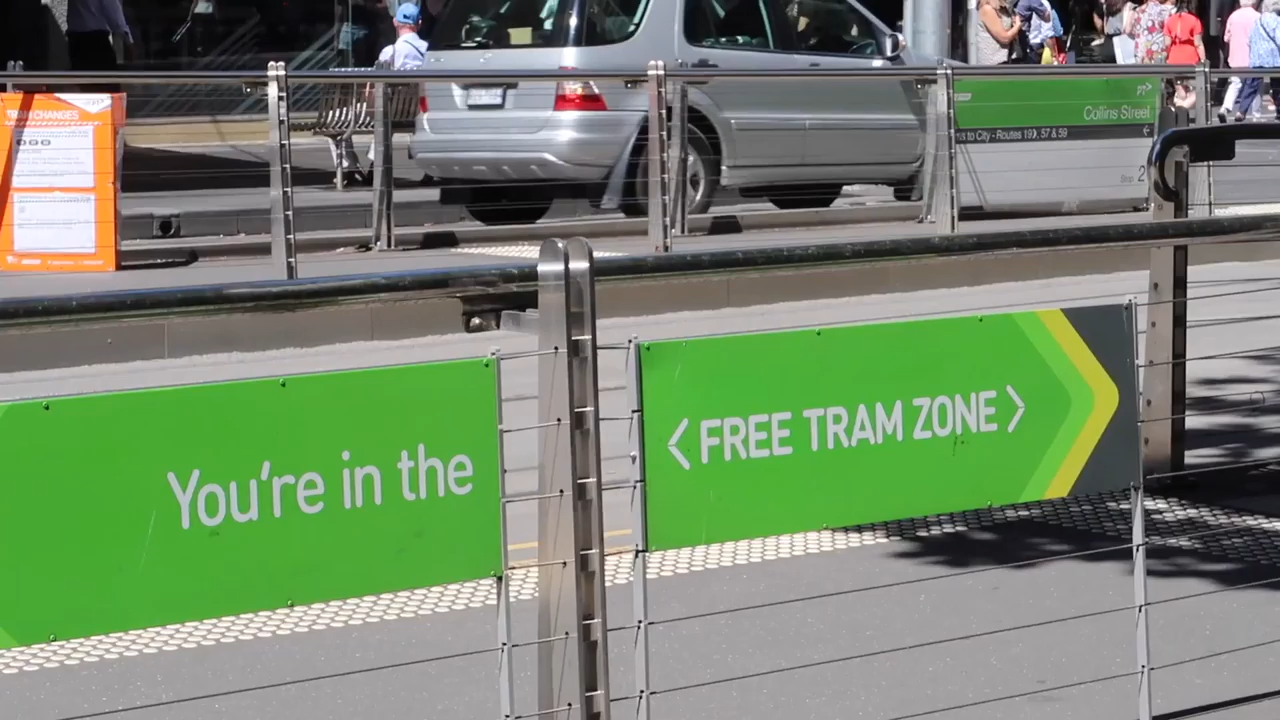 TRAM CHANGES
PT>
Collins Street
to City - Routes 19, 57 & 59
Stop 2
You're in the
<FREE TRAM ZONE>